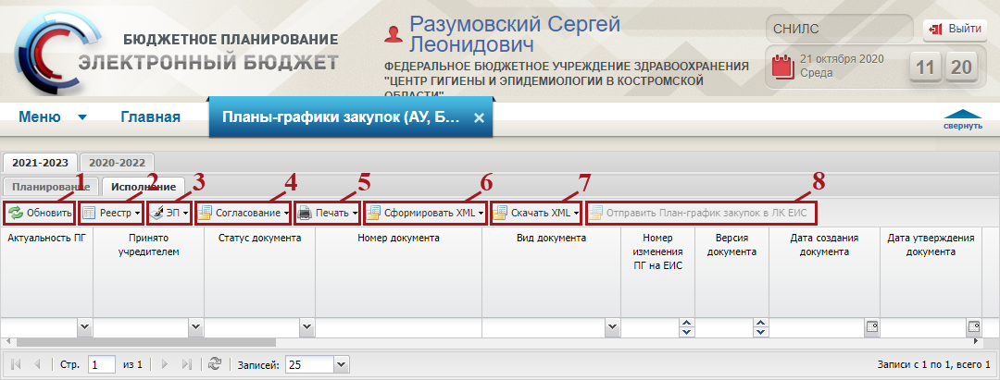 БЮДЖЕТНОЕ ПЛАНИРОВАНИЕ
ЭЛЕКТРОННЫЙ БЮДЖЕТ
Разумовский Сергей
Леонидович
ФЕДЕРАЛЬНОЕ БЮДЖЕТНОЕ УЧРЕЖДЕНИЕ ЗДРАВООХРАНЕНИЯ
"ЦЕНТР ГИГИЕНЫ И ЭПИДЕМИОЛОГИИ В КОСТРОМСКОЙ
ОБЛАСТИ"
СНИЛС
Выйти
21 октября 2020
Среда
11 20
Меню Главная Планы-графики закупок (АУ, Б...
свернуть
2021-2023 2020-2022
Планирование Исполнение
1 2 3 4 5 6 7 8
Обновить Реестр ЭП Согласование Печать Сформировать XML Скачать XML Отправить План-график закупок в ЛК ЕИС
Актуальность ПГ
Принято
учредителем
Статус документа
Номер документа
Вид документа
Номер
изменения
ПГ на ЕИС
Версия
документа
Дата создания
документа
Дата утверждения
документа
Стр. 1 из 1 Записей: 25 Записи с 1 по 1, всего 1